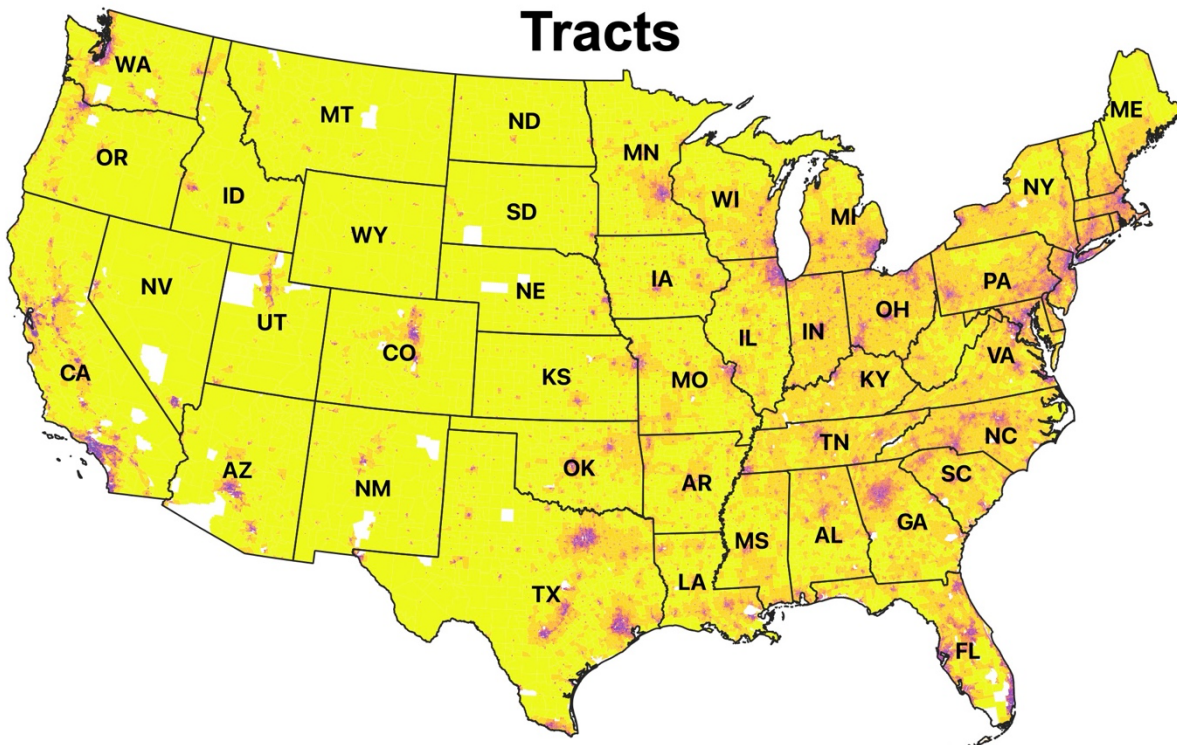 Tracts
WA
MT
ND
MN
ME
OR
ID
WY
SD
WI
MI
NY
NV
UT
CO
NE
IA
IL
IN
OH
PA
CA
KS
MO
KY
VA
AZ
NM
OK
AR
TN
NC
SC
TX
LA
MS
AL
GA
FL